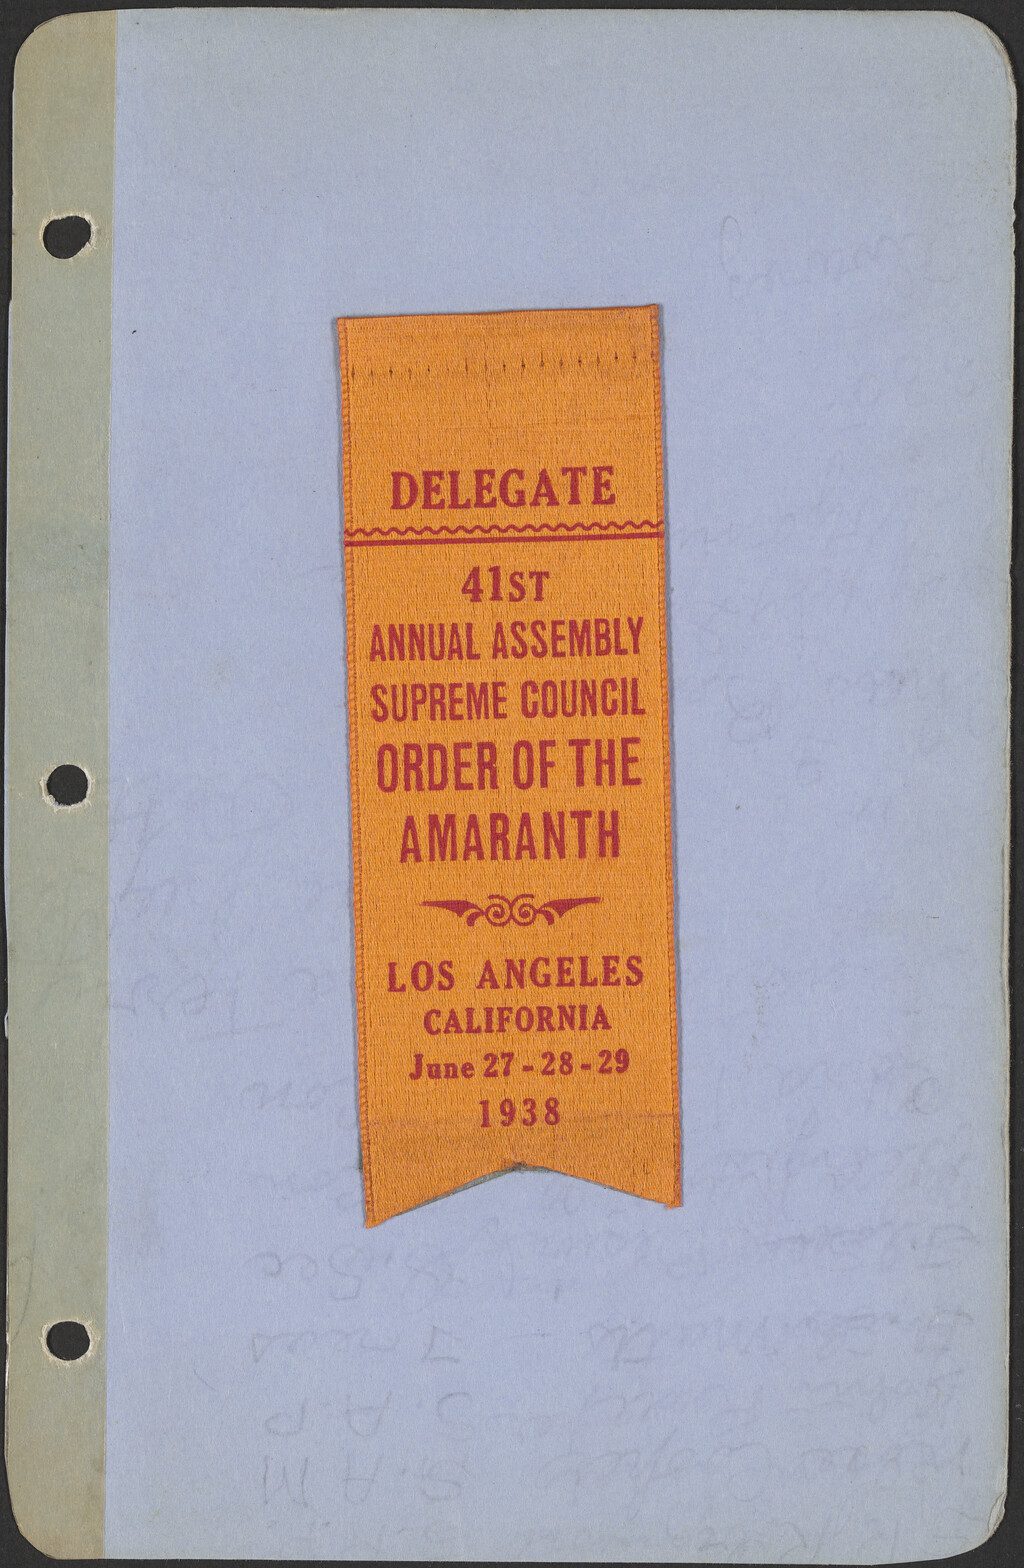 DELEGATE
41ST
ANNUAL ASSEMBLY
SUPREME COUNCIL
ORDER OF THE
AMARANTH
LOS ANGELES
CALIFORNIA
June 27-28-29
1938